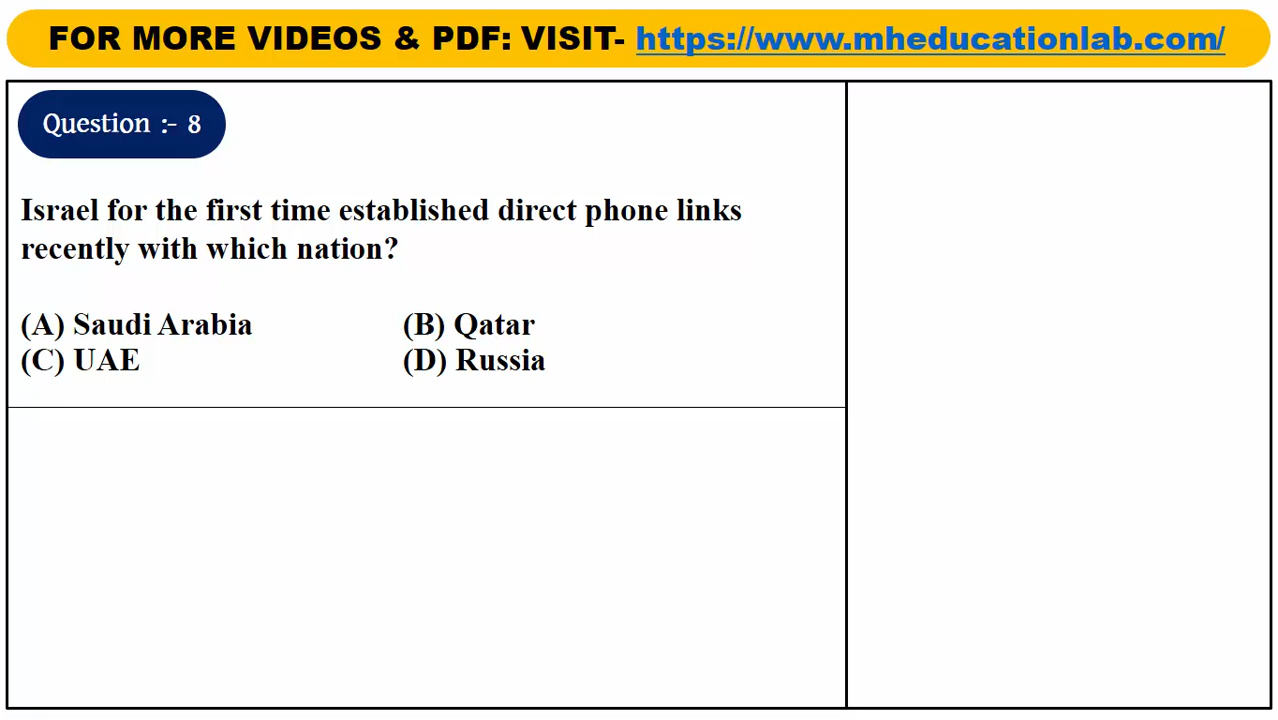 FOR MORE VIDEOS & PDF: VISIT- https://www.mheducationlab.com/
Question :- 8
Israel for the first time established direct phone links
recently with which nation?
(A) Saudi Arabia (B) Qatar
(C) UAE (D) Russia